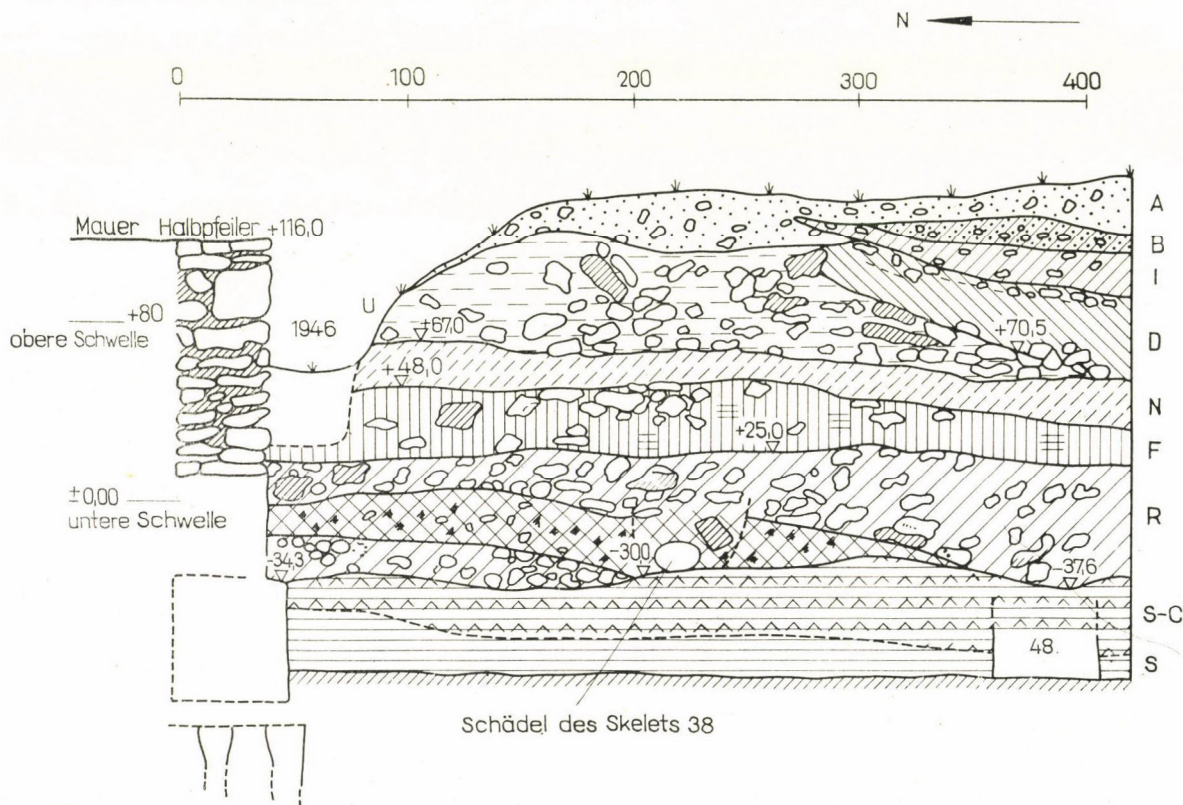 N
0 100 200 300 400
Mauer Halbpfeiler +116,0
A
B
U
I
1946
+80
obere Schwelle
+67,0
+70,5
D
+48,0
N
+25,0
F
±0,00
untere Schwelle
R
-34,3
-300
-37,6
S-C
48.
S
Schädel des Skelets 38